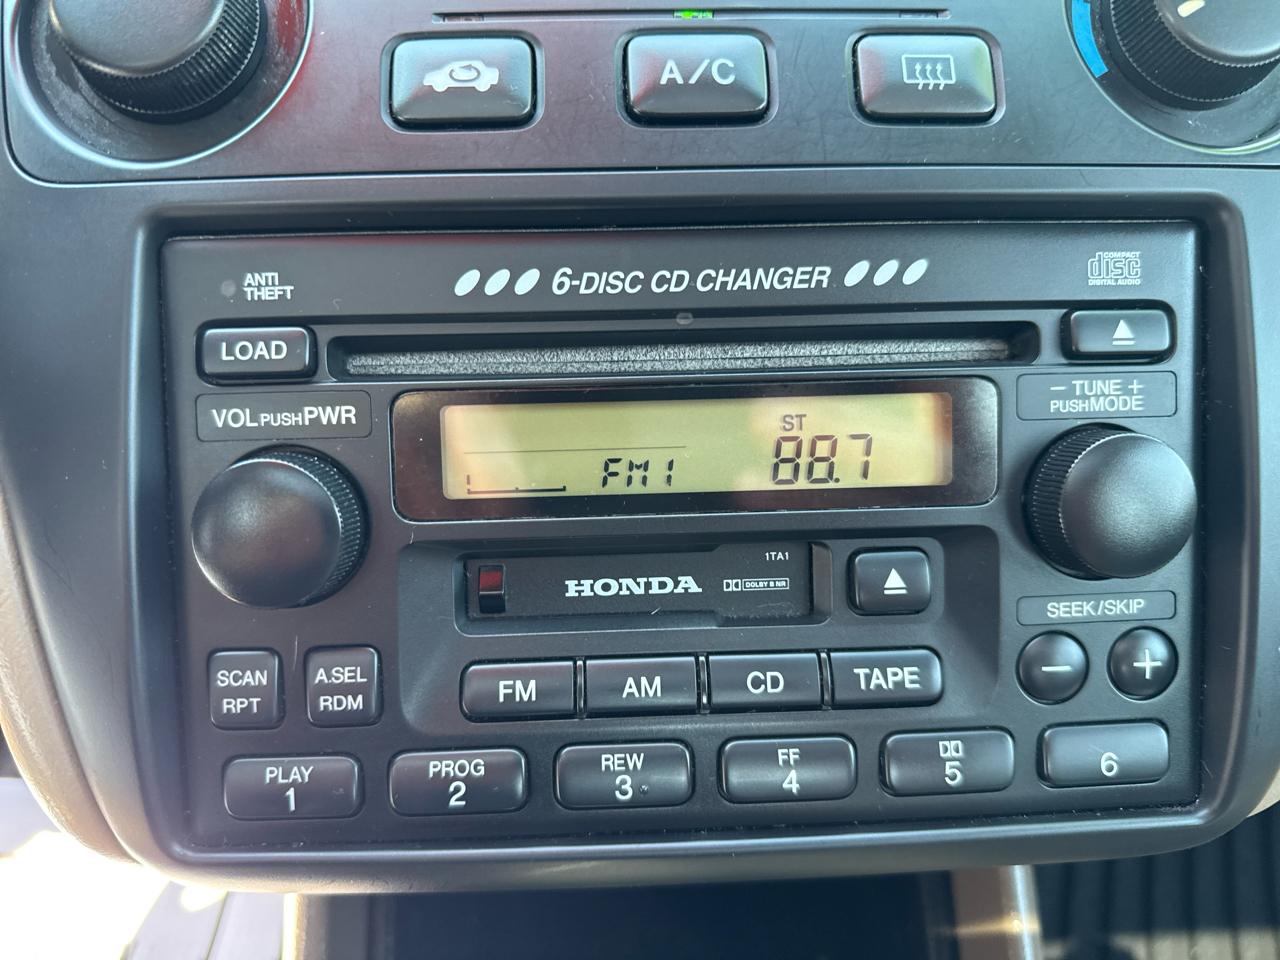 A/C
ANTI
THEFT
6-DISC CD CHANGER
COMPACT
disc
DIGITAL AUDIO
LOAD
VOL PUSH PWR
− TUNE +
PUSH MODE
ST
FM1 88.7
1TA1
HONDA
DOLBY B NR
SEEK/SKIP
− +
SCAN
RPT
A.SEL
RDM
FM AM CD TAPE
PLAY
1
PROG
2
REW
3
FF
4
5
6